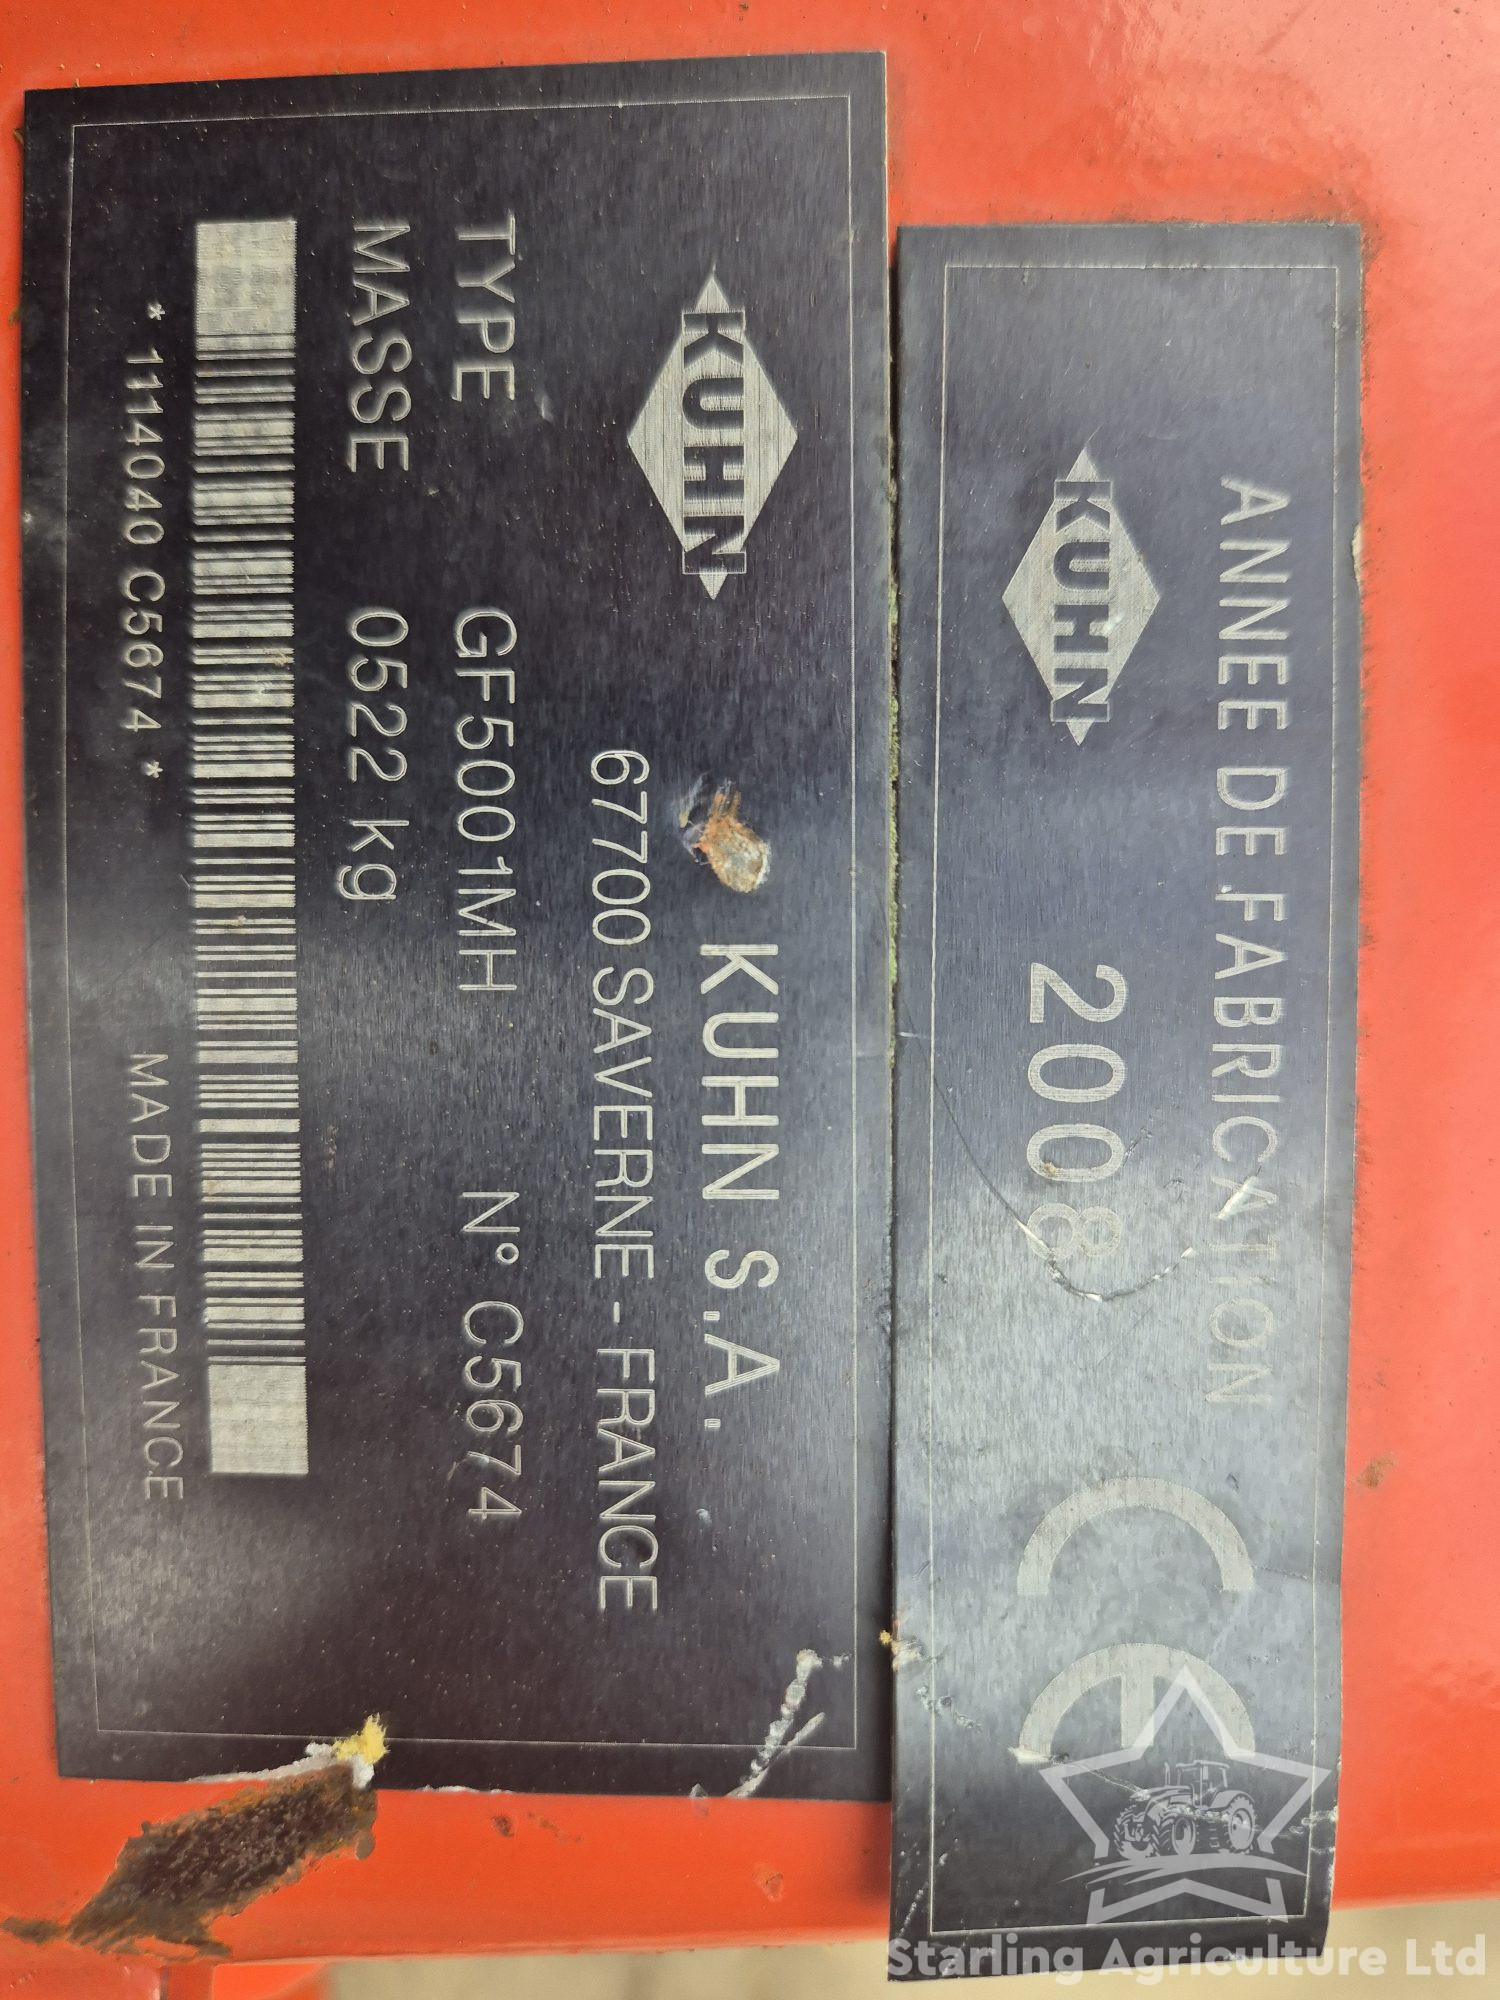 ANNEE DE FABRICATION
KUHN
2008
CE
KUHN
KUHN S.A.
67700 SAVERNE - FRANCE
TYPE GF5001MH N° C5674
MASSE 0522 kg
* 114040 C5674 *
MADE IN FRANCE
Starling Agriculture Ltd